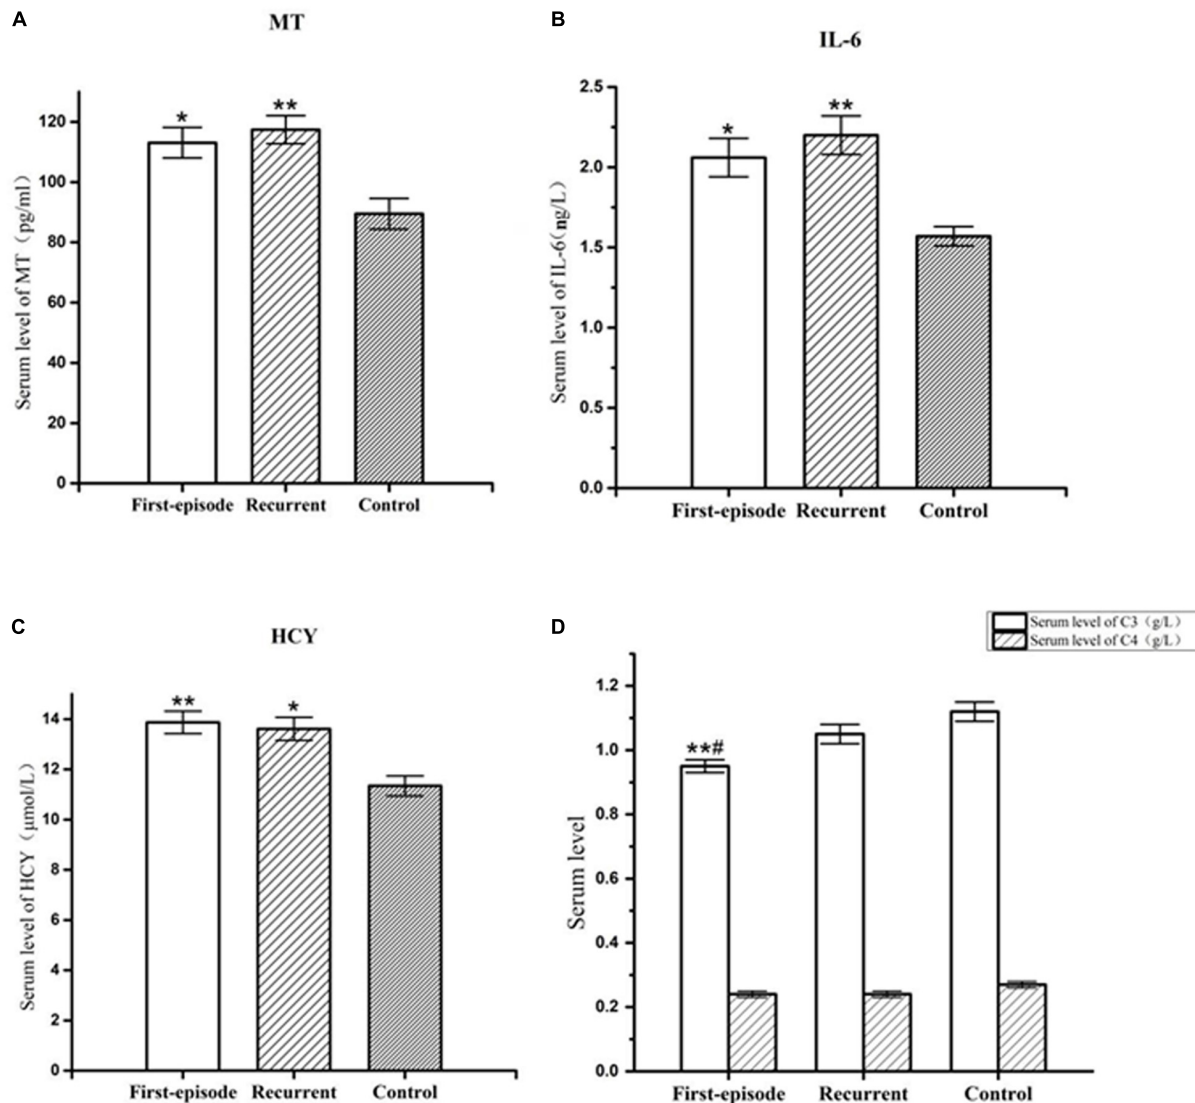 A
MT
Serum level of MT（pg/ml）
120
100
80
60
40
20
0
*
**
First-episode Recurrent Control
B
IL-6
Serum level of IL-6(ng/L)
2.5
2.0
1.5
1.0
0.5
0.0
*
**
First-episode Recurrent Control
C
HCY
Serum level of HCY（μmol/L）
14
12
10
8
6
4
2
0
**
*
First-episode Recurrent Control
D
Serum level of C3（g/L）
Serum level of C4（g/L）
Serum level
1.2
1.0
0.8
0.6
0.4
0.2
0.0
**#
First-episode Recurrent Control